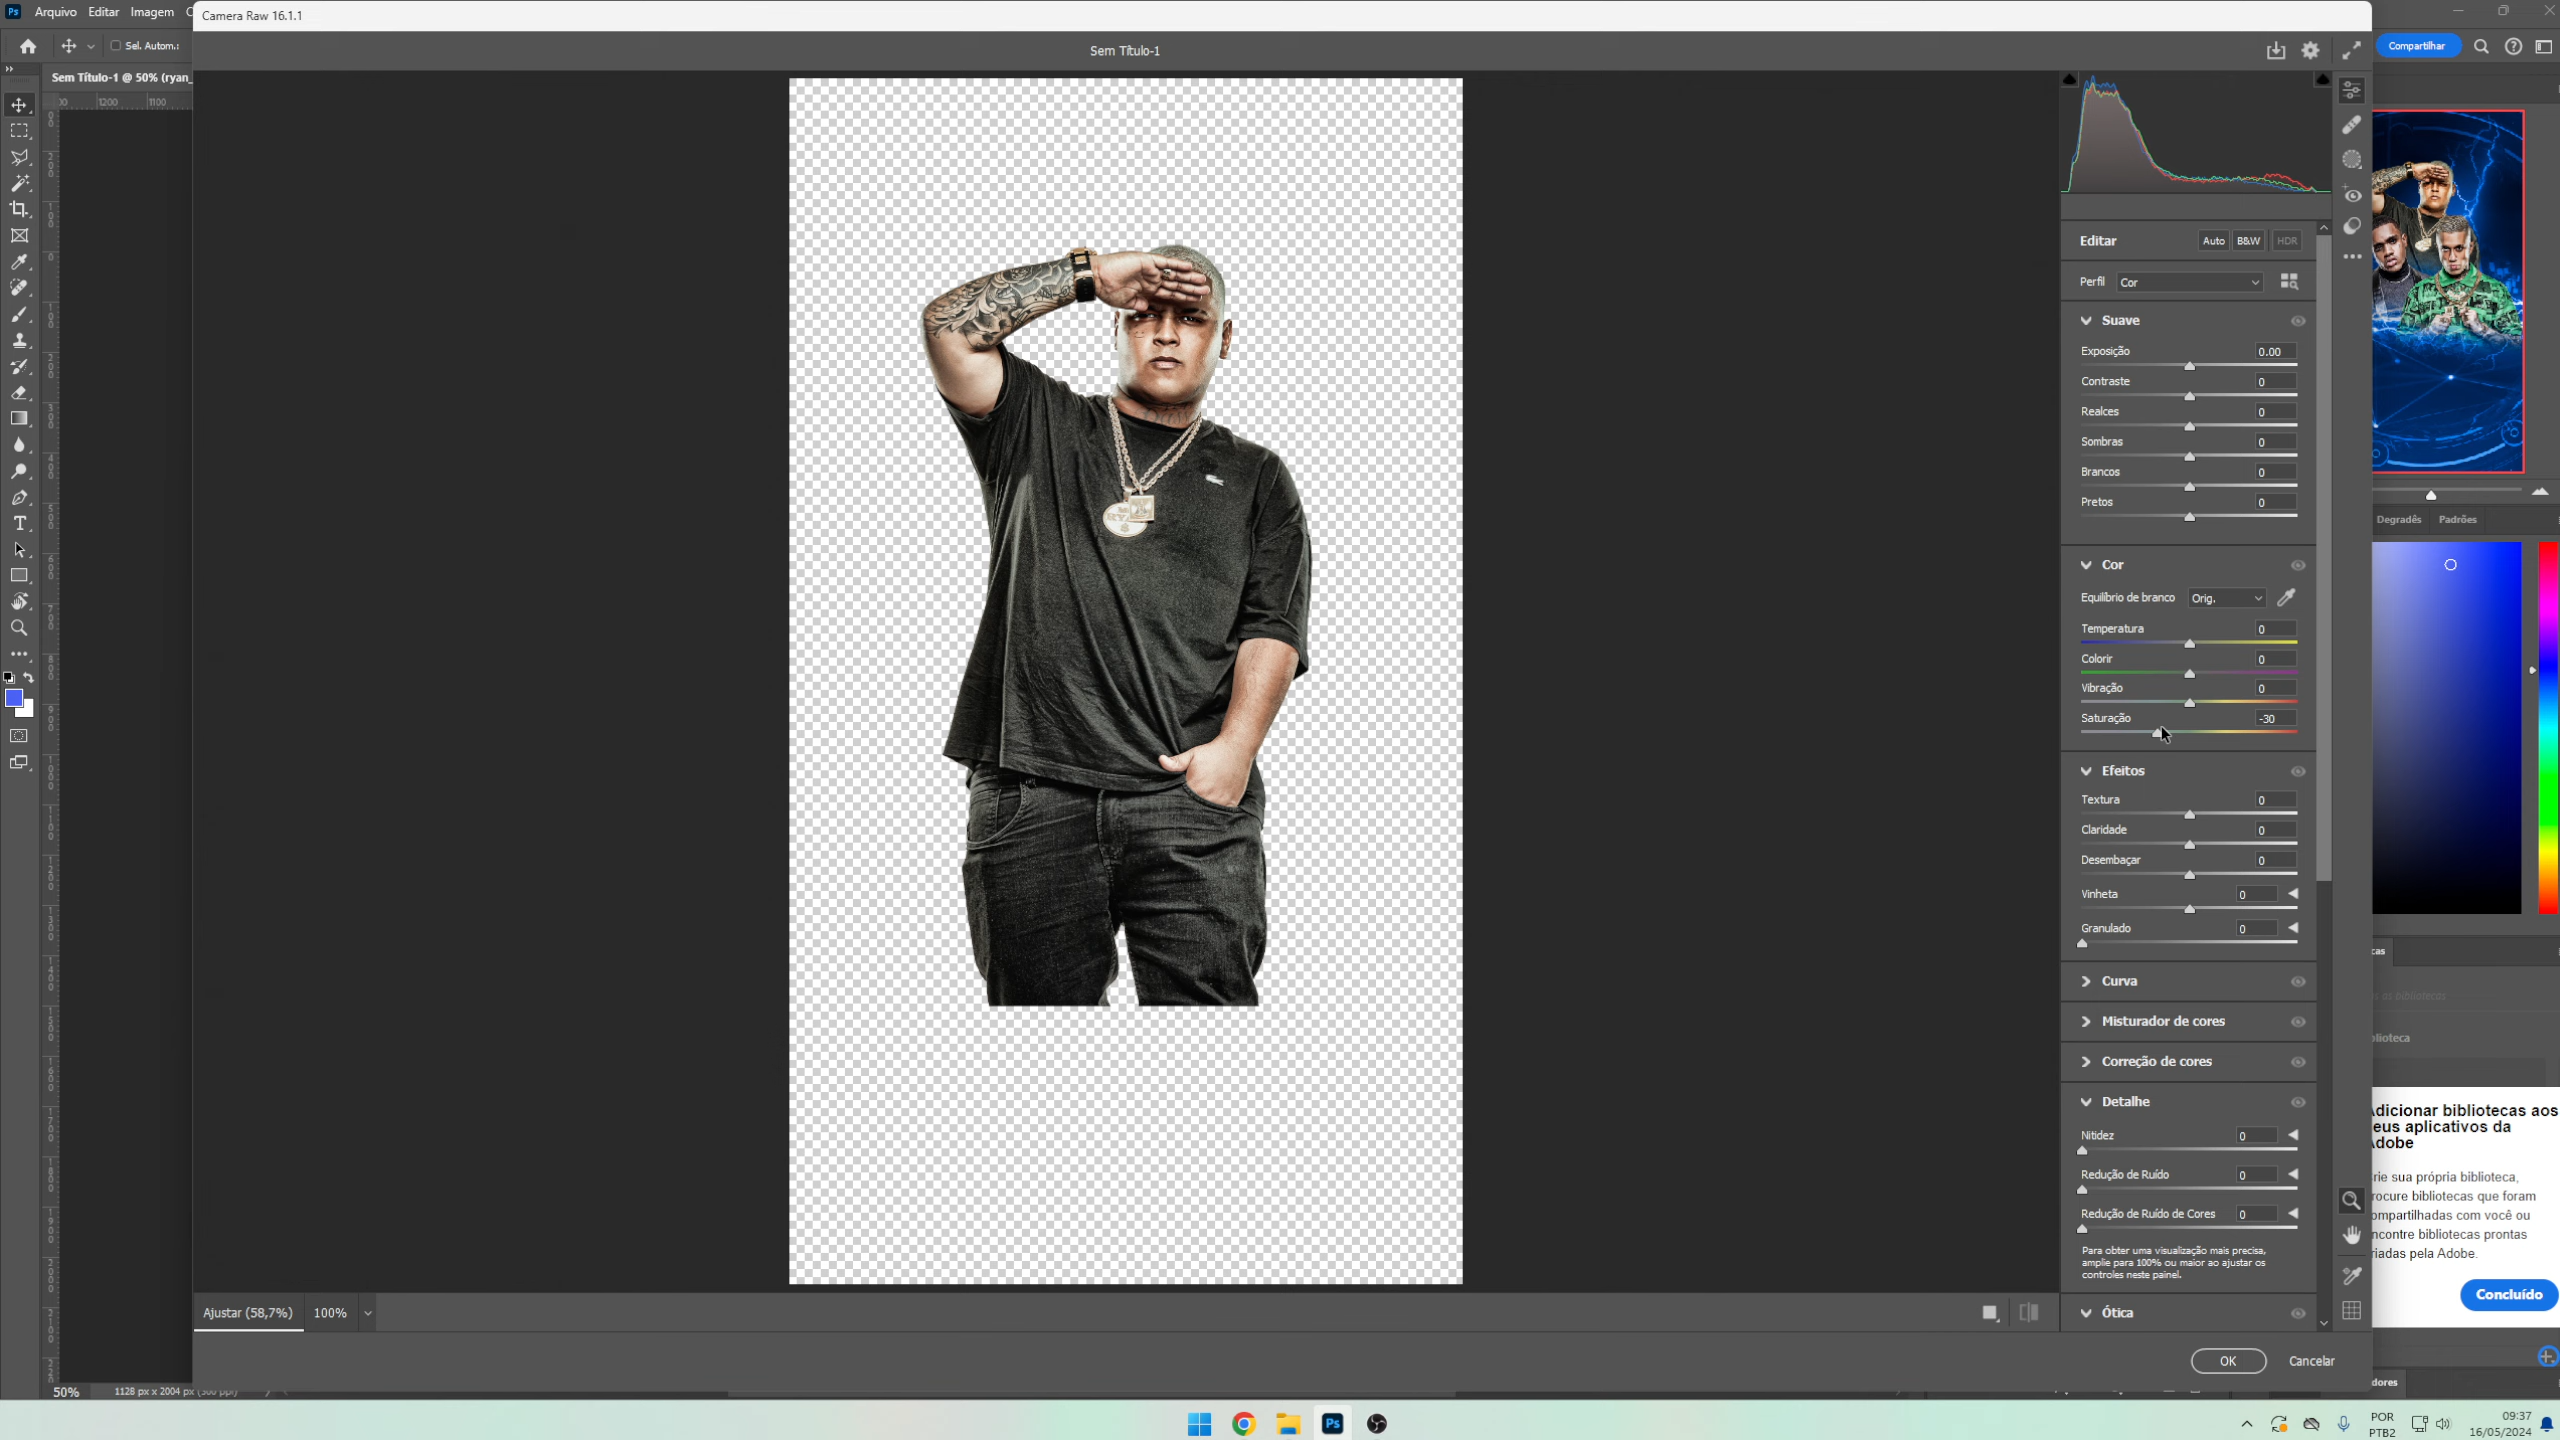 Camera Raw 16.1.1
Arquivo Editar Imagem
Sel. Autom.:
Sem Título-1
Compartilhar
Sem Título-1 @ 50% (ryan_
1200 1100
Editar Auto B&W HDR
Perfil Cor
Suave
Exposição 0.00
Contraste 0
Realces 0
Sombras 0
Brancos 0
Pretos 0
Degradês Padrões
Cor
Equilíbrio de branco Orig.
Temperatura 0
Colorir 0
Vibração 0
Saturação -30
Efeitos
Textura 0
Claridade 0
Desembaçar 0
Vinheta 0
Granulado 0
Curva
Misturador de cores
Correção de cores
Detalhe
Nitidez 0
Redução de Ruído 0
Redução de Ruído de Cores 0
Para obter uma visualização mais precisa,
amplie para 100% ou maior ao ajustar os
controles neste painel.
Ótica
dicionar bibliotecas aos
eus aplicativos da
dobe
rie sua própria biblioteca,
rocure bibliotecas que foram
ompartilhadas com você ou
ncontre bibliotecas prontas
riadas pela Adobe.
Concluído
Ajustar (58,7%) 100%
OK Cancelar
50% 1128 px x 2004 px (300 ppi)
dores
Ps
POR
PTB2
09:37
16/05/2024